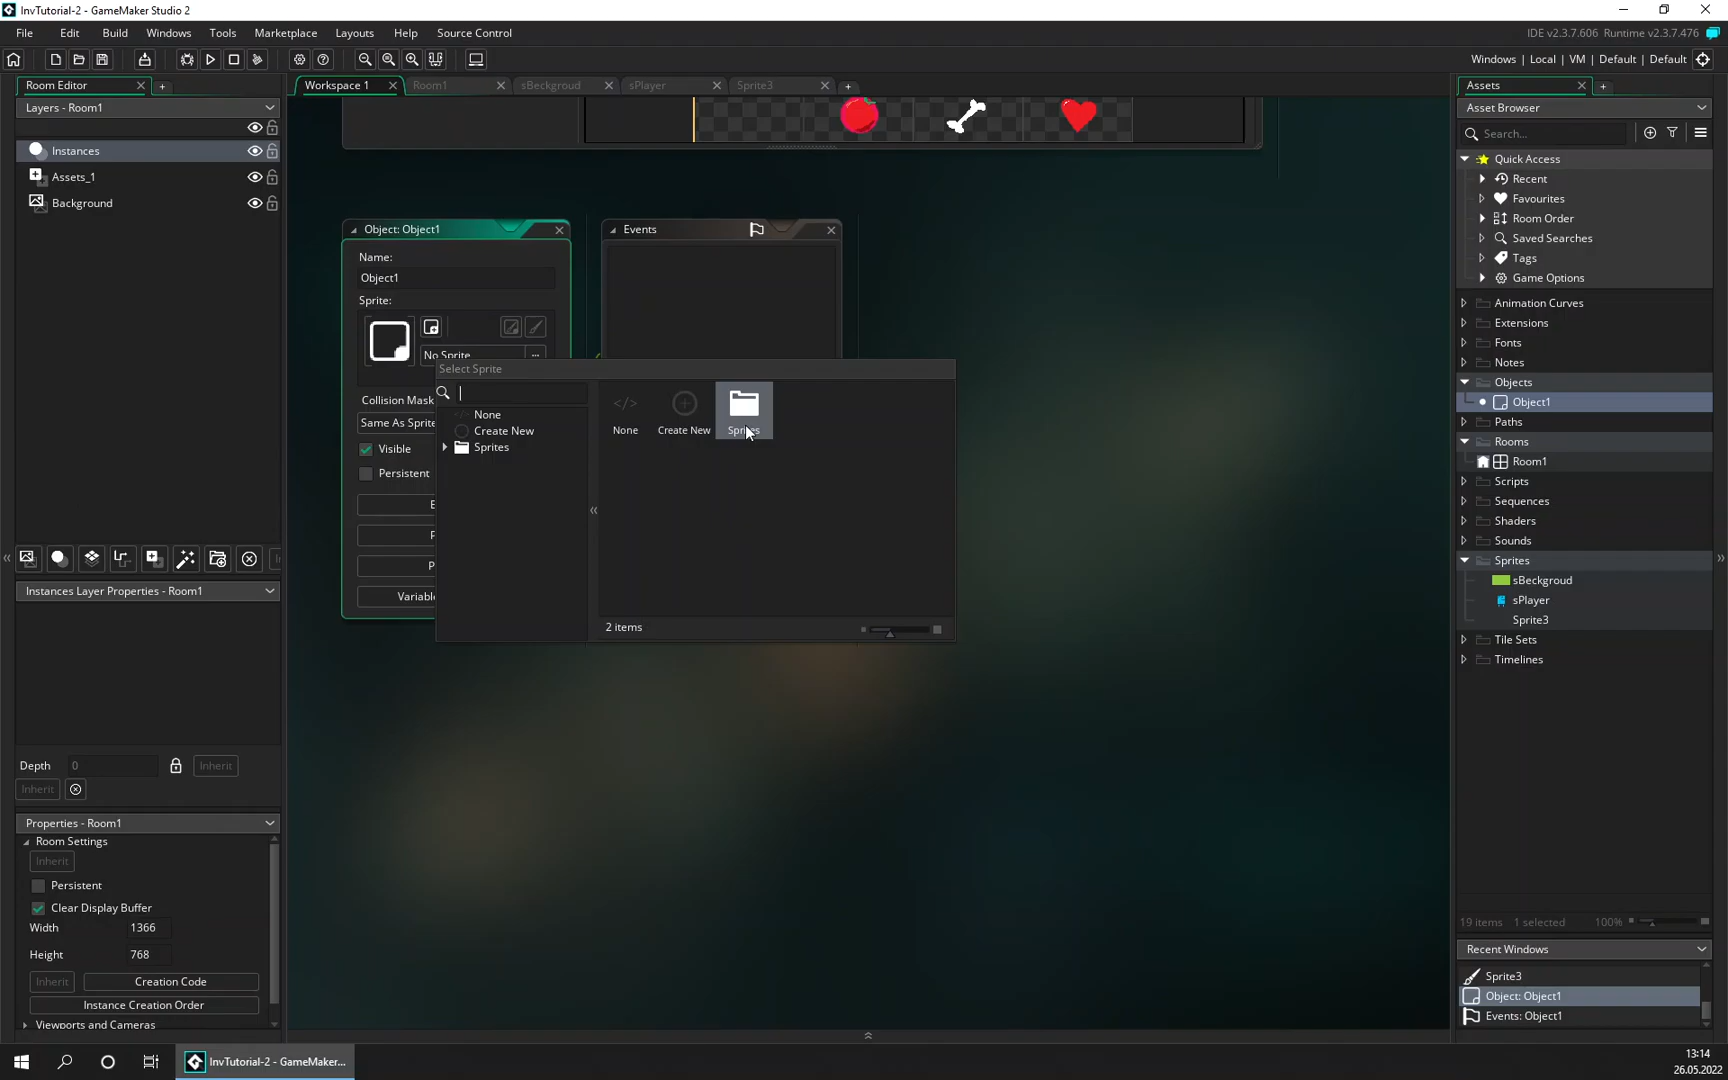 InvTutorial-2 - GameMaker Studio 2
File Edit Build Windows Tools Marketplace Layouts Help Source Control
IDE v2.3.7.606 Runtime v2.3.7.476
Windows | Local | VM | Default | Default
Room Editor
Layers - Room1
Instances
Assets_1
Background
Instances Layer Properties - Room1
Depth 0 Inherit
Inherit
Properties - Room1
Room Settings
Inherit
Persistent
Clear Display Buffer
Width 1366
Height 768
Inherit Creation Code
Instance Creation Order
Viewports and Cameras
Workspace 1 Room1 sBeckgroud sPlayer Sprite3
Object: Object1
Name:
Object1
Sprite:
No Sprite ...
Collision Mask
Same As Sprite
Visible
Persistent
E
P
P
Variable
Events
Select Sprite
None
Create New
Sprites
None Create New Sprites
2 items
Assets
Asset Browser
Search...
Quick Access
Recent
Favourites
Room Order
Saved Searches
Tags
Game Options
Animation Curves
Extensions
Fonts
Notes
Objects
Object1
Paths
Rooms
Room1
Scripts
Sequences
Shaders
Sounds
Sprites
sBeckgroud
sPlayer
Sprite3
Tile Sets
Timelines
19 items 1 selected 100%
Recent Windows
Sprite3
Object: Object1
Events: Object1
InvTutorial-2 - GameMaker...
13:14
26.05.2022